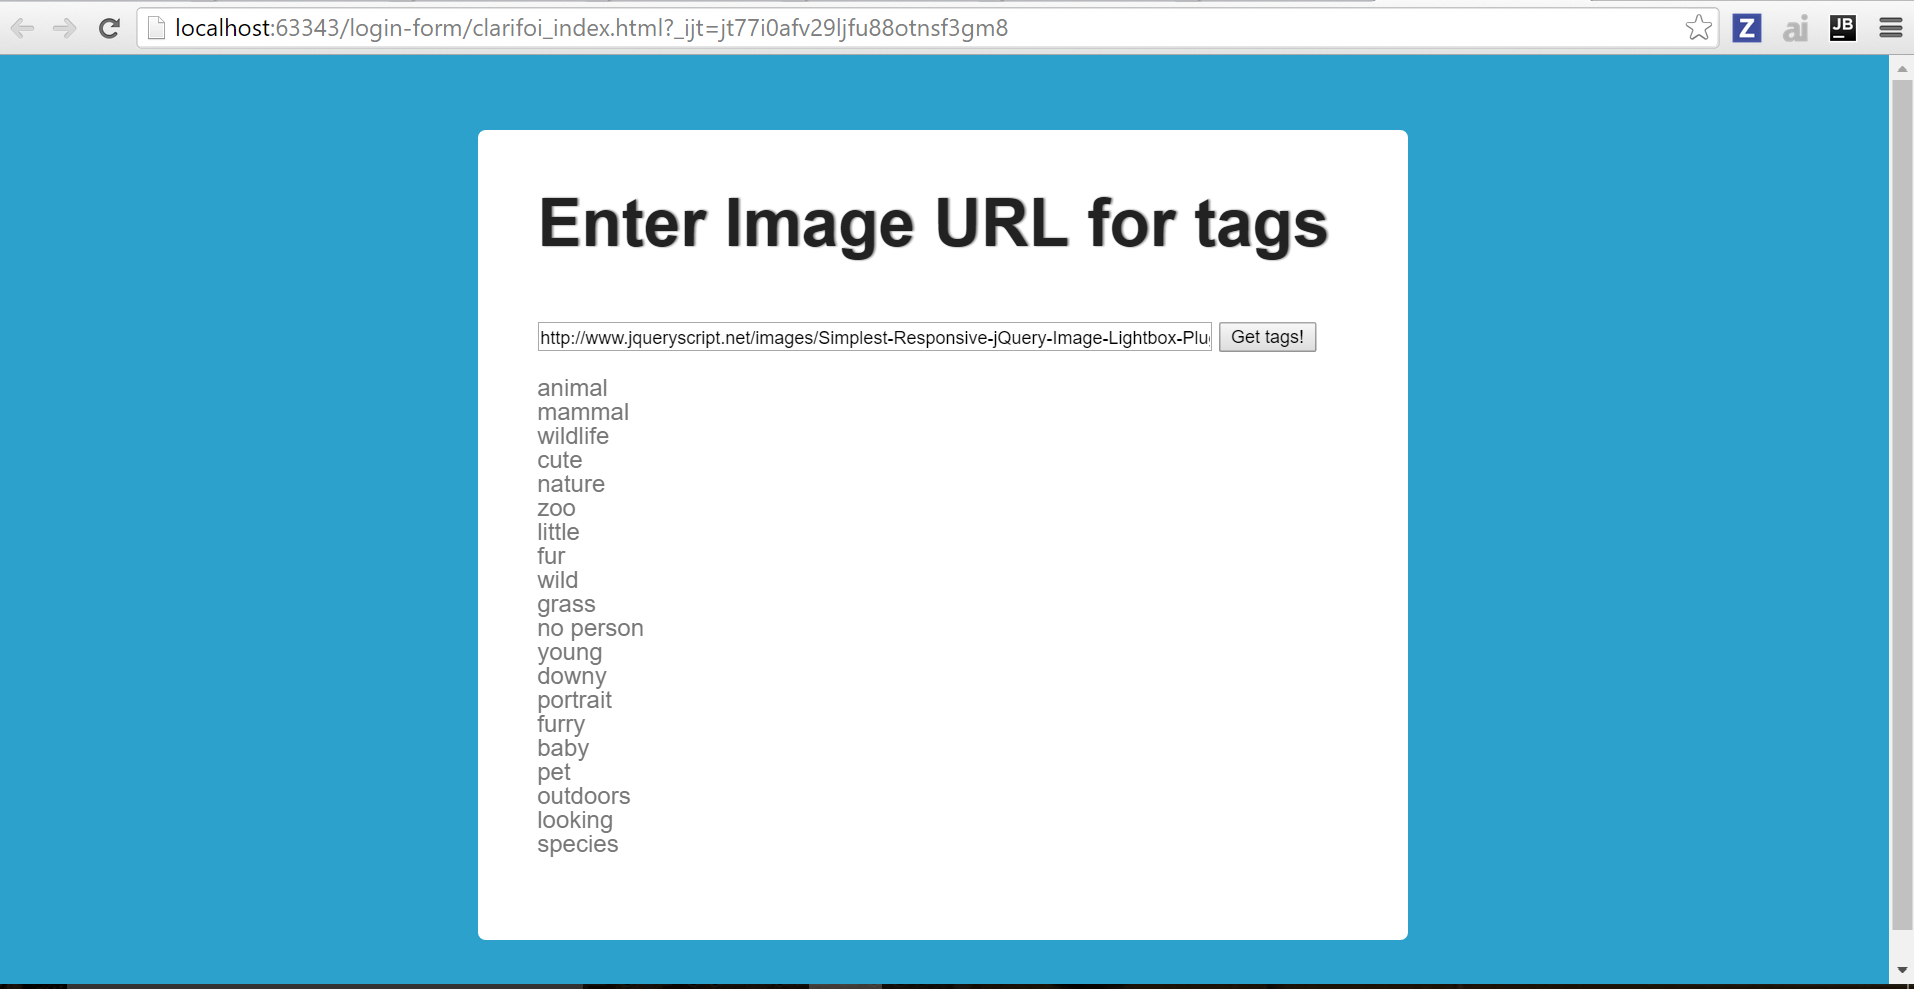 localhost:63343/login-form/clarifoi_index.html?_ijt=jt77i0afv29ljfu88otnsf3gm8
Z ai JB
Enter Image URL for tags
http://www.jqueryscript.net/images/Simplest-Responsive-jQuery-Image-Lightbox-Plu Get tags!
animal
mammal
wildlife
cute
nature
zoo
little
fur
wild
grass
no person
young
downy
portrait
furry
baby
pet
outdoors
looking
species